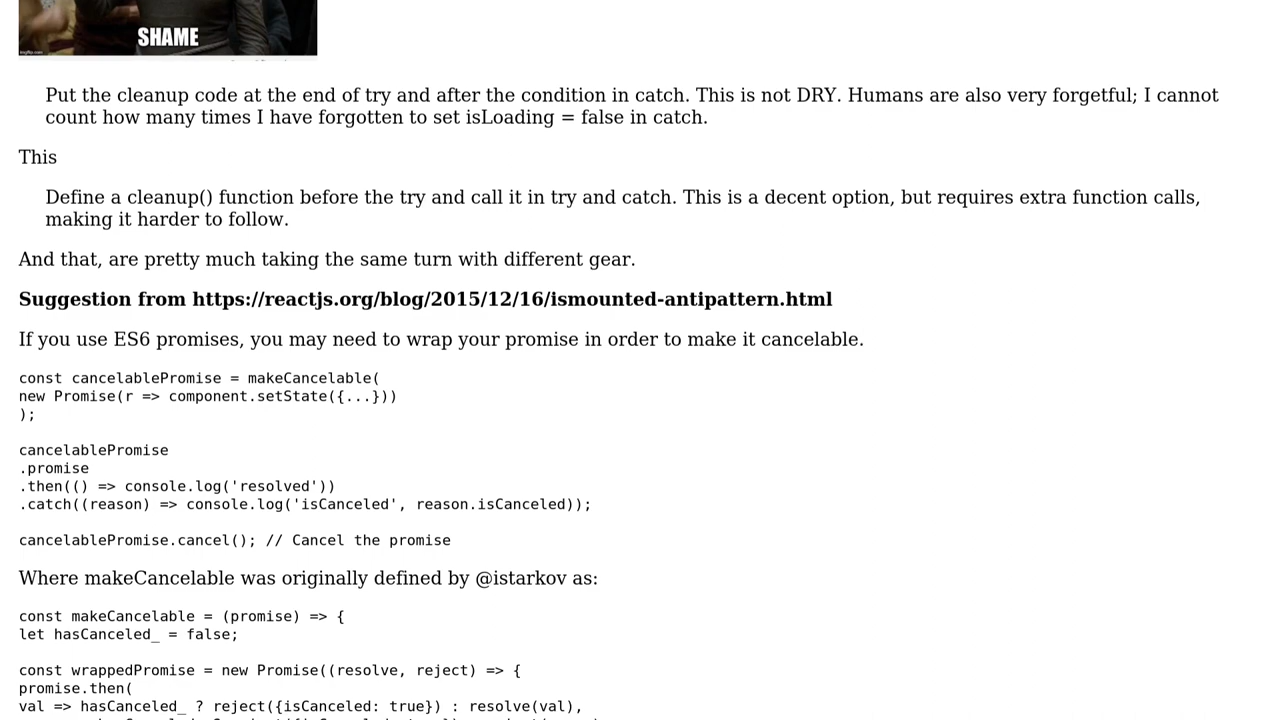 SHAME
imgflip.com
Put the cleanup code at the end of try and after the condition in catch. This is not DRY. Humans are also very forgetful; I cannot
count how many times I have forgotten to set isLoading = false in catch.
This
Define a cleanup() function before the try and call it in try and catch. This is a decent option, but requires extra function calls,
making it harder to follow.
And that, are pretty much taking the same turn with different gear.
Suggestion from https://reactjs.org/blog/2015/12/16/ismounted-antipattern.html
If you use ES6 promises, you may need to wrap your promise in order to make it cancelable.
const cancelablePromise = makeCancelable(
new Promise(r => component.setState({...}))
);
cancelablePromise
.promise
.then(() => console.log('resolved'))
.catch((reason) => console.log('isCanceled', reason.isCanceled));
cancelablePromise.cancel(); // Cancel the promise
Where makeCancelable was originally defined by @istarkov as:
const makeCancelable = (promise) => {
let hasCanceled_ = false;
const wrappedPromise = new Promise((resolve, reject) => {
promise.then(
val => hasCanceled_ ? reject({isCanceled: true}) : resolve(val),